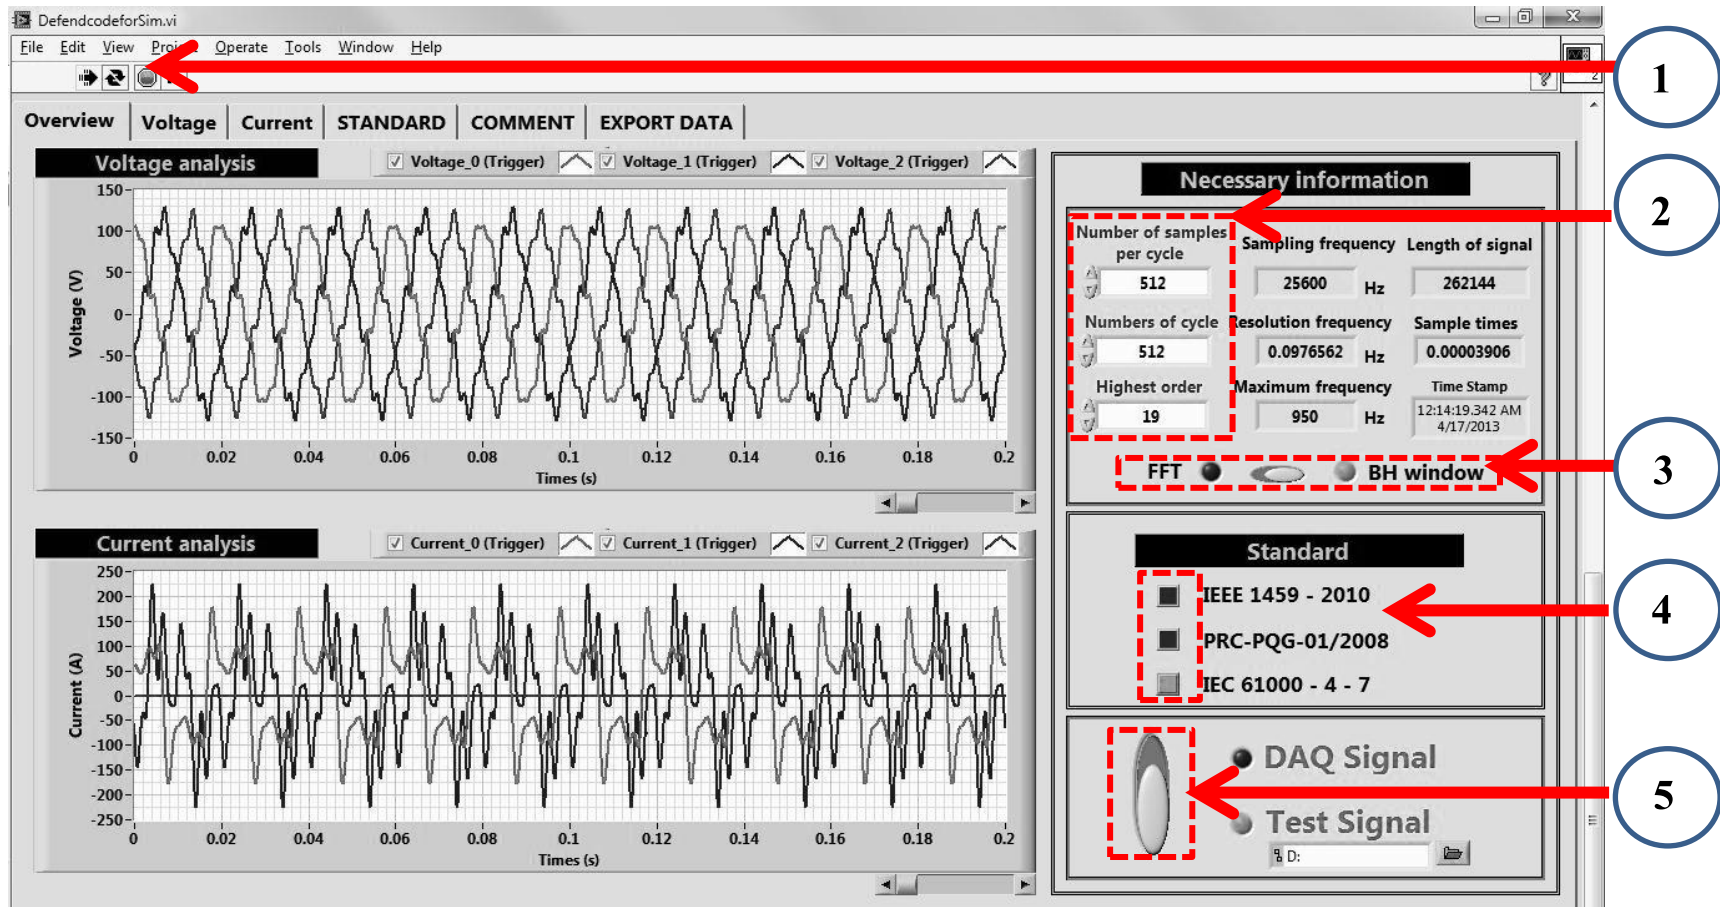 DefendcodeforSim.vi
File Edit View Project Operate Tools Window Help
1
2
Overview Voltage Current STANDARD COMMENT EXPORT DATA
Voltage analysis
Voltage_0 (Trigger) Voltage_1 (Trigger) Voltage_2 (Trigger)
Voltage (V)
150
100
50
0
-50
-100
-150
0 0.02 0.04 0.06 0.08 0.1 0.12 0.14 0.16 0.18 0.2
Times (s)
Current analysis
Current_0 (Trigger) Current_1 (Trigger) Current_2 (Trigger)
Current (A)
250
200
150
100
50
0
-50
-100
-150
-200
-250
0 0.02 0.04 0.06 0.08 0.1 0.12 0.14 0.16 0.18 0.2
Times (s)
Necessary information
2
Number of samples
per cycle
512
Sampling frequency
25600 Hz
Length of signal
262144
Numbers of cycle
512
Resolution frequency
0.0976562 Hz
Sample times
0.00003906
Highest order
19
Maximum frequency
950 Hz
Time Stamp
12:14:19.342 AM
4/17/2013
FFT BH window
3
Standard
IEEE 1459 - 2010
PRC-PQG-01/2008
IEC 61000 - 4 - 7
4
DAQ Signal
Test Signal
D:
5